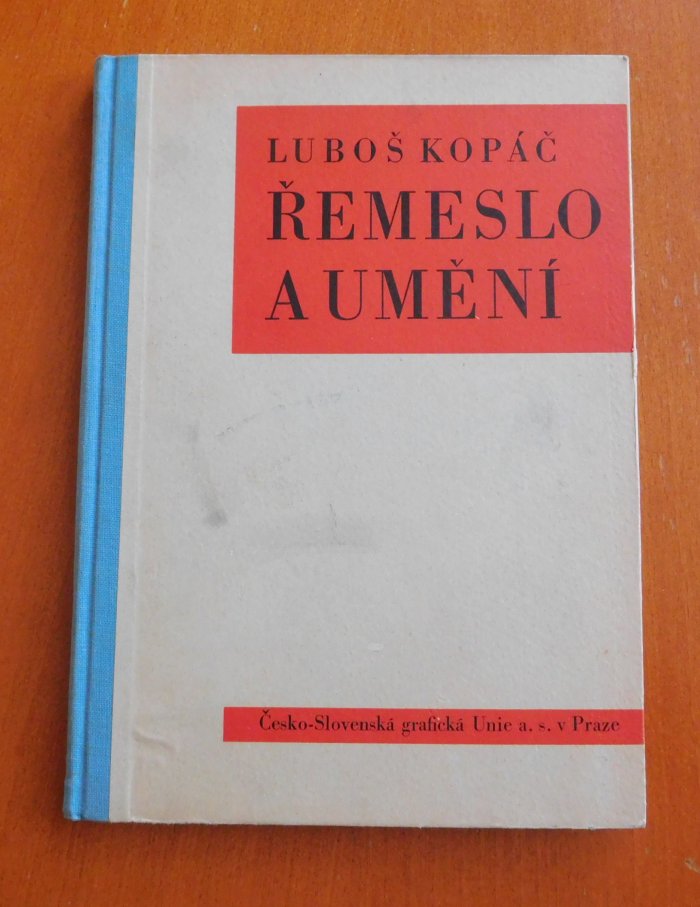 LUBOŠ KOPÁČ
ŘEMESLO
A UMĚNÍ
Česko-Slovenská grafická Unie a. s. v Praze